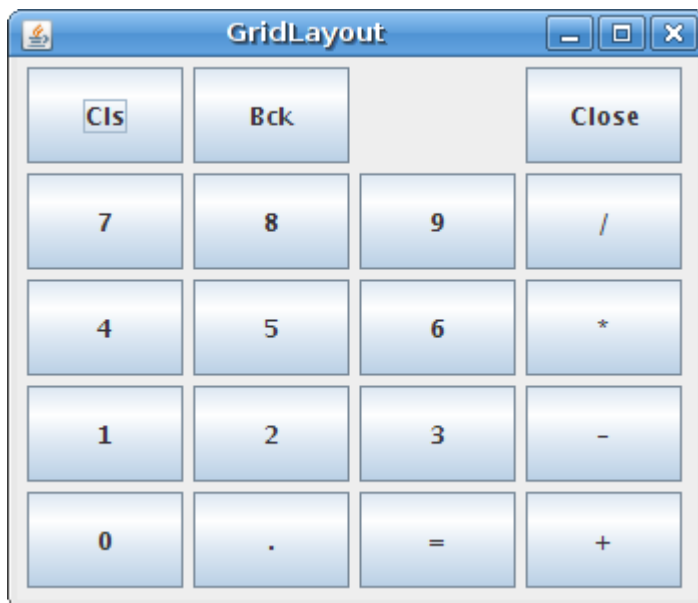 GridLayout
Cls Bck Close
7 8 9 /
4 5 6 *
1 2 3 -
0 . = +